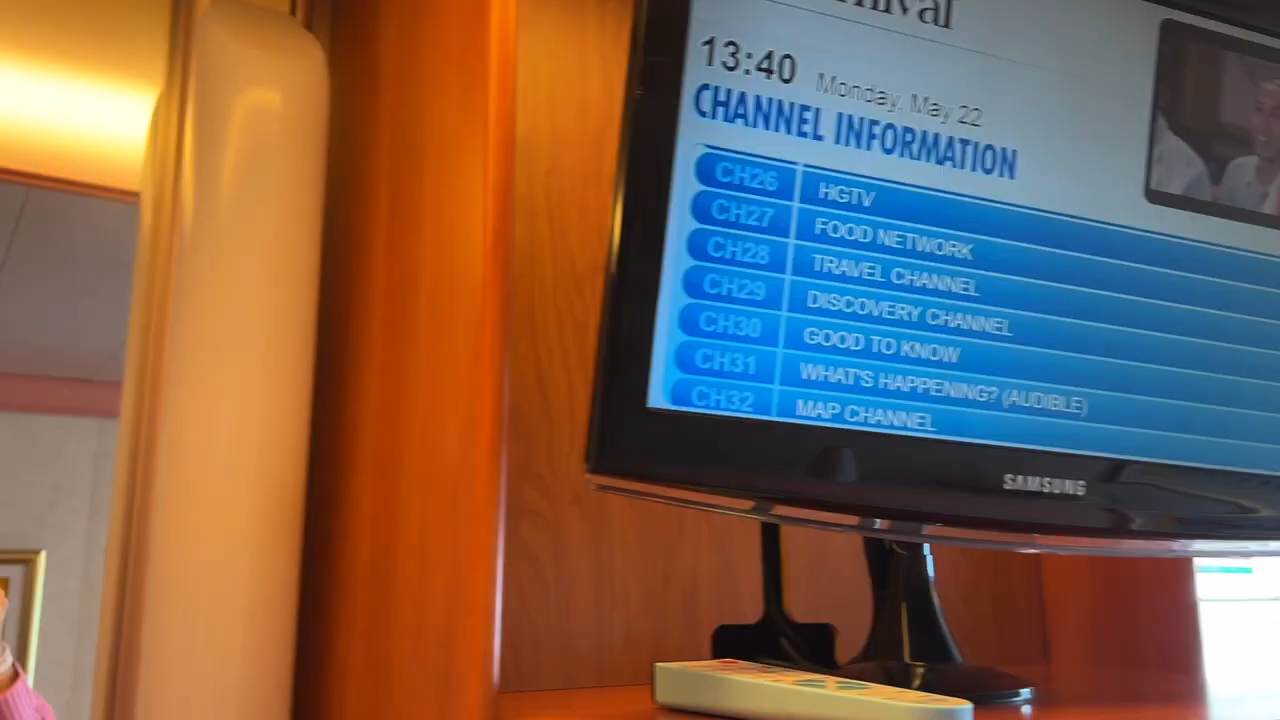 13:40 Monday, May 22
CHANNEL INFORMATION
CH26 HGTV
CH27 FOOD NETWORK
CH28 TRAVEL CHANNEL
CH29 DISCOVERY CHANNEL
CH30 GOOD TO KNOW
CH31 WHAT'S HAPPENING? (AUDIBLE)
CH32 MAP CHANNEL
SAMSUNG